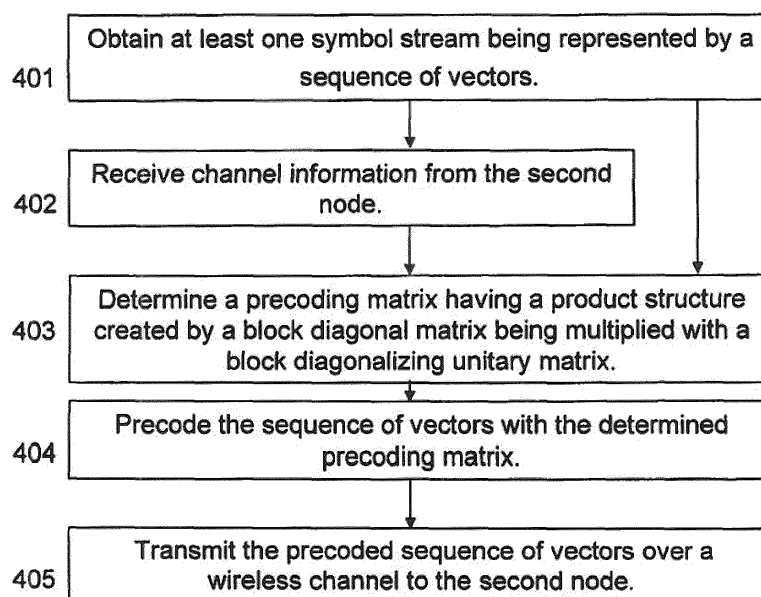 Obtain at least one symbol stream being represented by a
401 sequence of vectors.
Receive channel information from the second
402 node.
Determine a precoding matrix having a product structure
403 created by a block diagonal matrix being multiplied with a
block diagonalizing unitary matrix.
Precode the sequence of vectors with the determined
404 precoding matrix.
Transmit the precoded sequence of vectors over a
405 wireless channel to the second node.